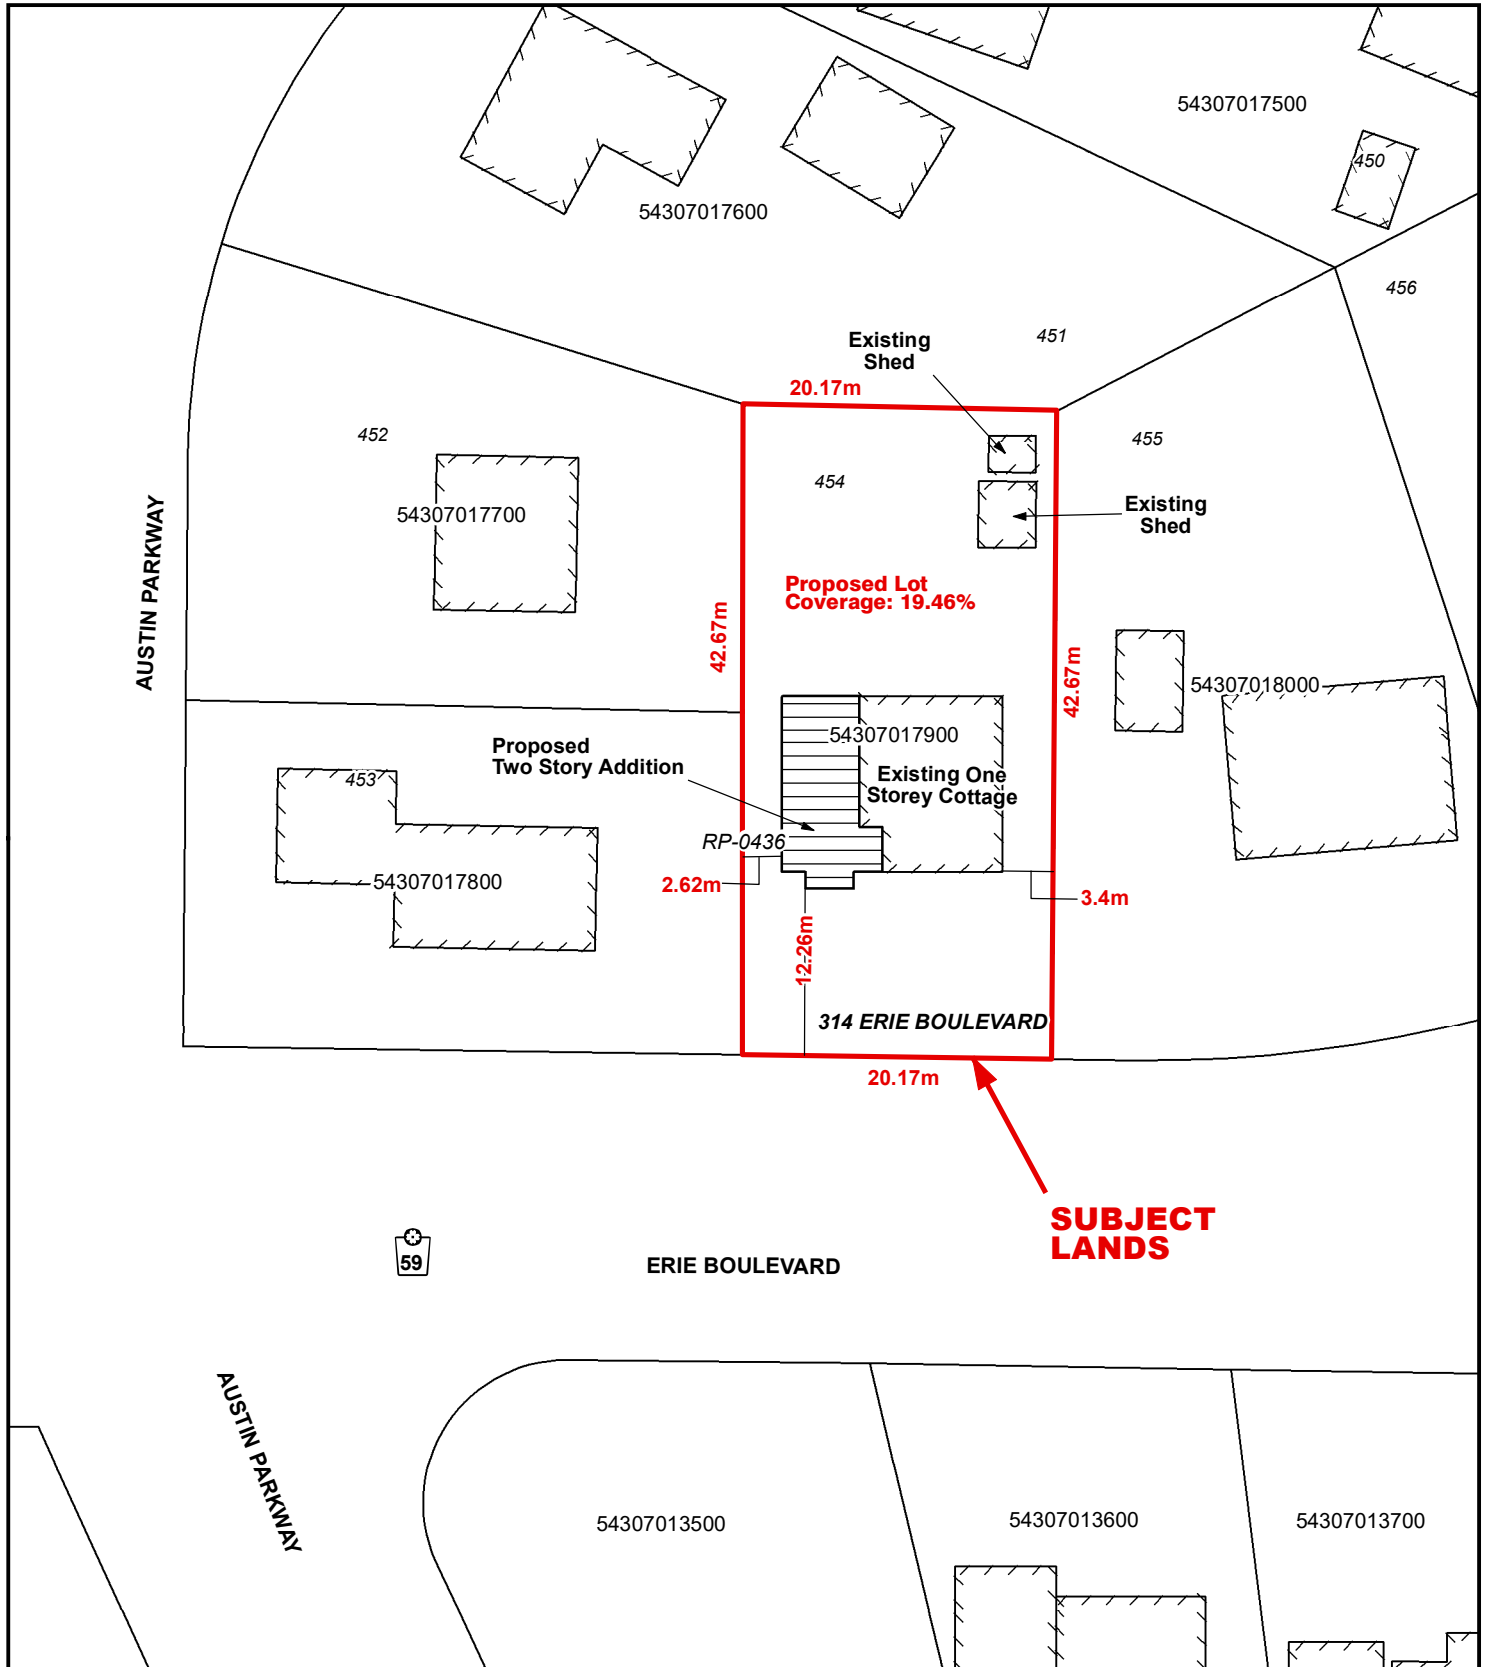 54307017500
450
54307017600
456
451
Existing
Shed
20.17m
452
455
454
54307017700
Existing
Shed
AUSTIN PARKWAY
Proposed Lot
Coverage: 19.46%
42.67m
42.67m
54307018000
54307017900
Proposed
Two Story Addition
453
Existing One
Storey Cottage
RP-0436
54307017800
2.62m
3.4m
12.26m
314 ERIE BOULEVARD
20.17m
SUBJECT
LANDS
59
ERIE BOULEVARD
AUSTIN PARKWAY
54307013500
54307013600
54307013700